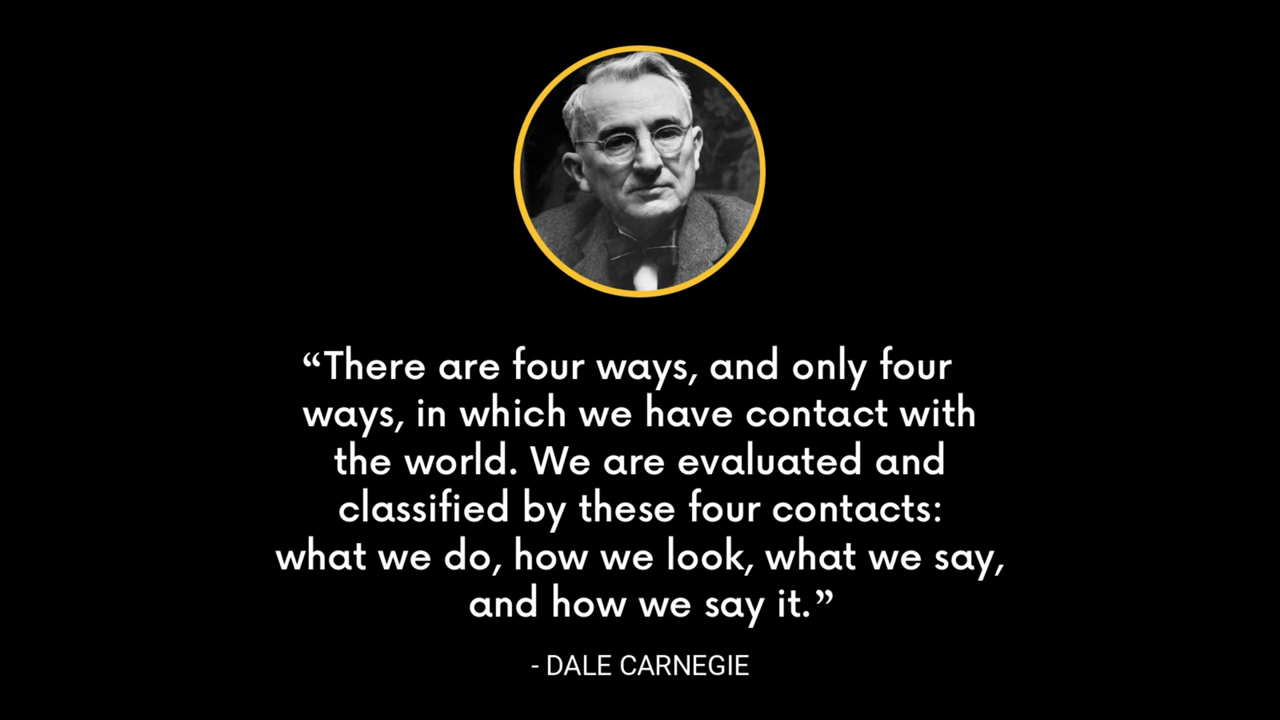 “There are four ways, and only four
ways, in which we have contact with
the world. We are evaluated and
classified by these four contacts:
what we do, how we look, what we say,
and how we say it.”
- DALE CARNEGIE